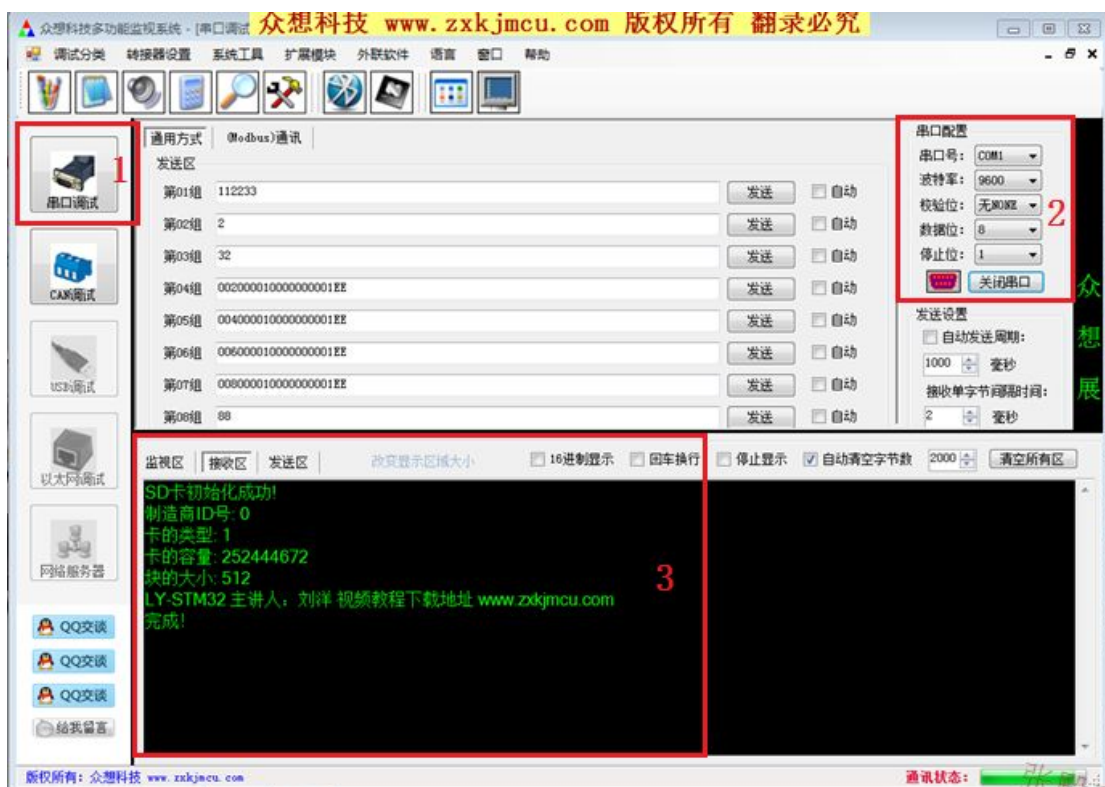 众想科技多功能监视系统 - [串口调试
众想科技 www.zxkjmcu.com 版权所有 翻录必究
调试分类 转接器设置 系统工具 扩展模块 外联软件 语言 窗口 帮助
1
串口调试
CAN调试
USB调试
以太网调试
网络服务器
QQ交谈
QQ交谈
QQ交谈
给我留言
通用方式 (Modbus)通讯
发送区
第01组 112233 发送 自动
第02组 2 发送 自动
第03组 32 发送 自动
第04组 002000010000000001EE 发送 自动
第05组 004000010000000001EE 发送 自动
第06组 006000010000000001EE 发送 自动
第07组 008000010000000001EE 发送 自动
第08组 88 发送 自动
串口配置
串口号: COM1
波特率: 9600
校验位: 无NONE
2
数据位: 8
停止位: 1
关闭串口
发送设置
自动发送周期:
1000 毫秒
接收单字节间隔时间:
2 毫秒
众
想
展
监视区 接收区 发送区 改变显示区域大小 16进制显示 回车换行 停止显示 自动清空字节数 2000 清空所有区
SD卡初始化成功!
制造商ID号: 0
卡的类型: 1
卡的容量: 252444672
块的大小: 512
3
LY-STM32 主讲人：刘洋 视频教程下载地址 www.zxkjmcu.com
完成!
版权所有: 众想科技 www.zxkjmcu.com
通讯状态: